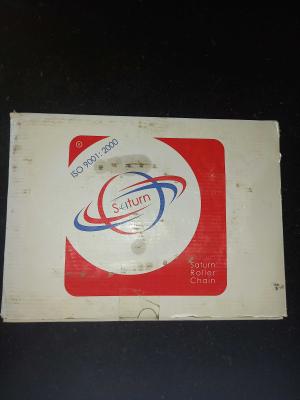 ®
ISO 9001: 2000
Saturn
Saturn
Roller
Chain